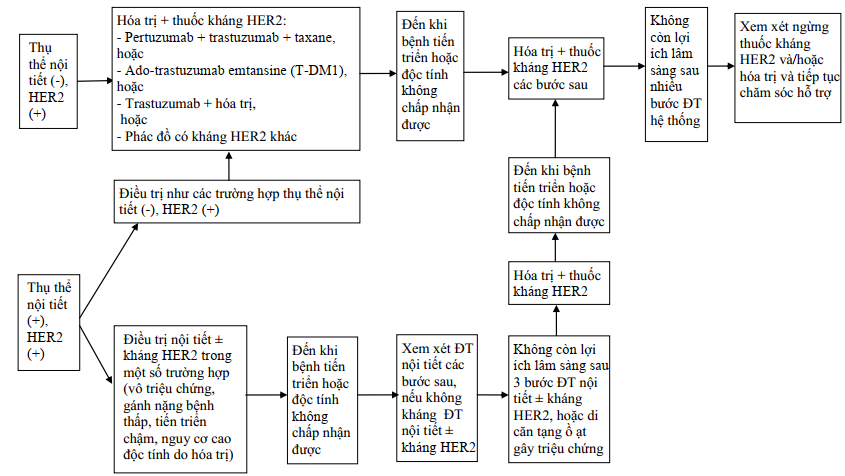 Thụ
thể nội
tiết (-),
HER2
(+)
Hóa trị + thuốc kháng HER2:
- Pertuzumab + trastuzumab + taxane,
hoặc
- Ado-trastuzumab emtansine (T-DM1),
hoặc
- Trastuzumab + hóa trị,
hoặc
- Phác đồ có kháng HER2 khác
Đến khi
bệnh tiến
triển hoặc
độc tính
không
chấp nhận
được
Hóa trị + thuốc
kháng HER2
các bước sau
Không
còn lợi
ích lâm
sàng sau
nhiều
bước ĐT
hệ thống
Xem xét ngừng
thuốc kháng
HER2 và/hoặc
hóa trị và tiếp tục
chăm sóc hỗ trợ
Điều trị như các trường hợp thụ thể nội
tiết (-), HER2 (+)
Đến khi bệnh
tiến triển hoặc
độc tính không
chấp nhận được
Hóa trị + thuốc
kháng HER2
Thụ thể
nội tiết
(+),
HER2
(+)
Điều trị nội tiết ±
kháng HER2 trong
một số trường hợp
(vô triệu chứng,
gánh nặng bệnh
thấp, tiến triển
chậm, nguy cơ cao
độc tính do hóa trị)
Đến khi
bệnh tiến
triển hoặc
độc tính
không
chấp nhận
được
Xem xét ĐT
nội tiết các
bước sau,
nếu không
kháng ĐT
nội tiết ±
kháng HER2
Không còn lợi
ích lâm sàng sau
3 bước ĐT nội
tiết ± kháng
HER2, hoặc di
căn tạng ồ ạt
gây triệu chứng